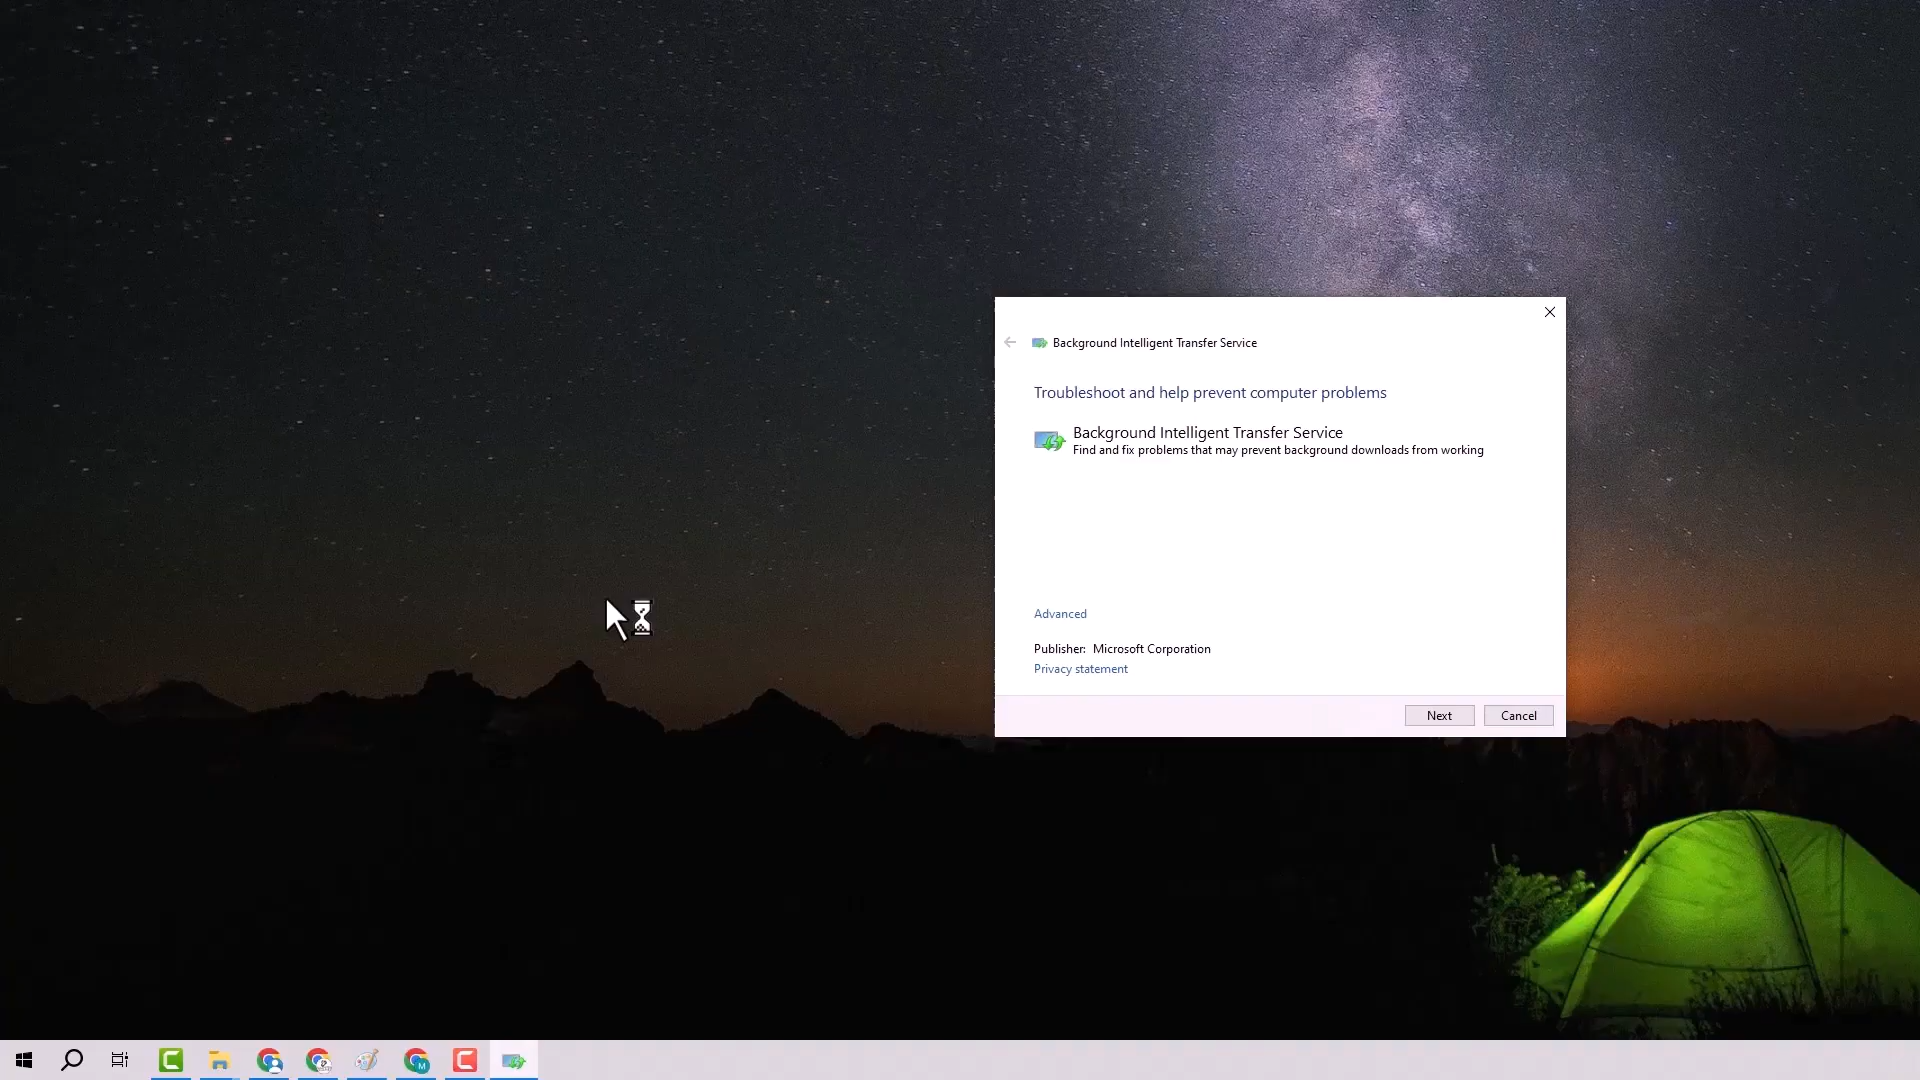 Background Intelligent Transfer Service
Troubleshoot and help prevent computer problems
Background Intelligent Transfer Service
Find and fix problems that may prevent background downloads from working
Advanced
Publisher: Microsoft Corporation
Privacy statement
Next
Cancel